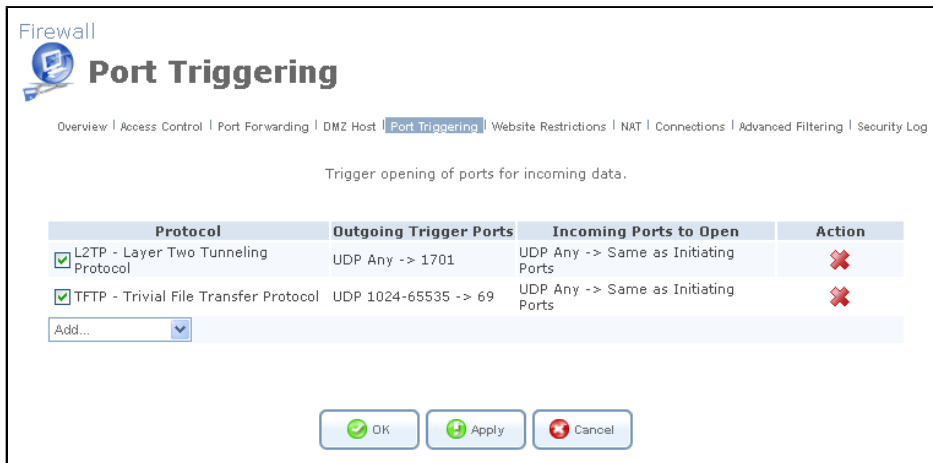 Firewall
Port Triggering
Overview | Access Control | Port Forwarding | DMZ Host | Port Triggering | Website Restrictions | NAT | Connections | Advanced Filtering | Security Log
Trigger opening of ports for incoming data.
Protocol Outgoing Trigger Ports Incoming Ports to Open Action
L2TP - Layer Two Tunneling Protocol UDP Any -> 1701 UDP Any -> Same as Initiating Ports
TFTP - Trivial File Transfer Protocol UDP 1024-65535 -> 69 UDP Any -> Same as Initiating Ports
Add...
OK Apply Cancel